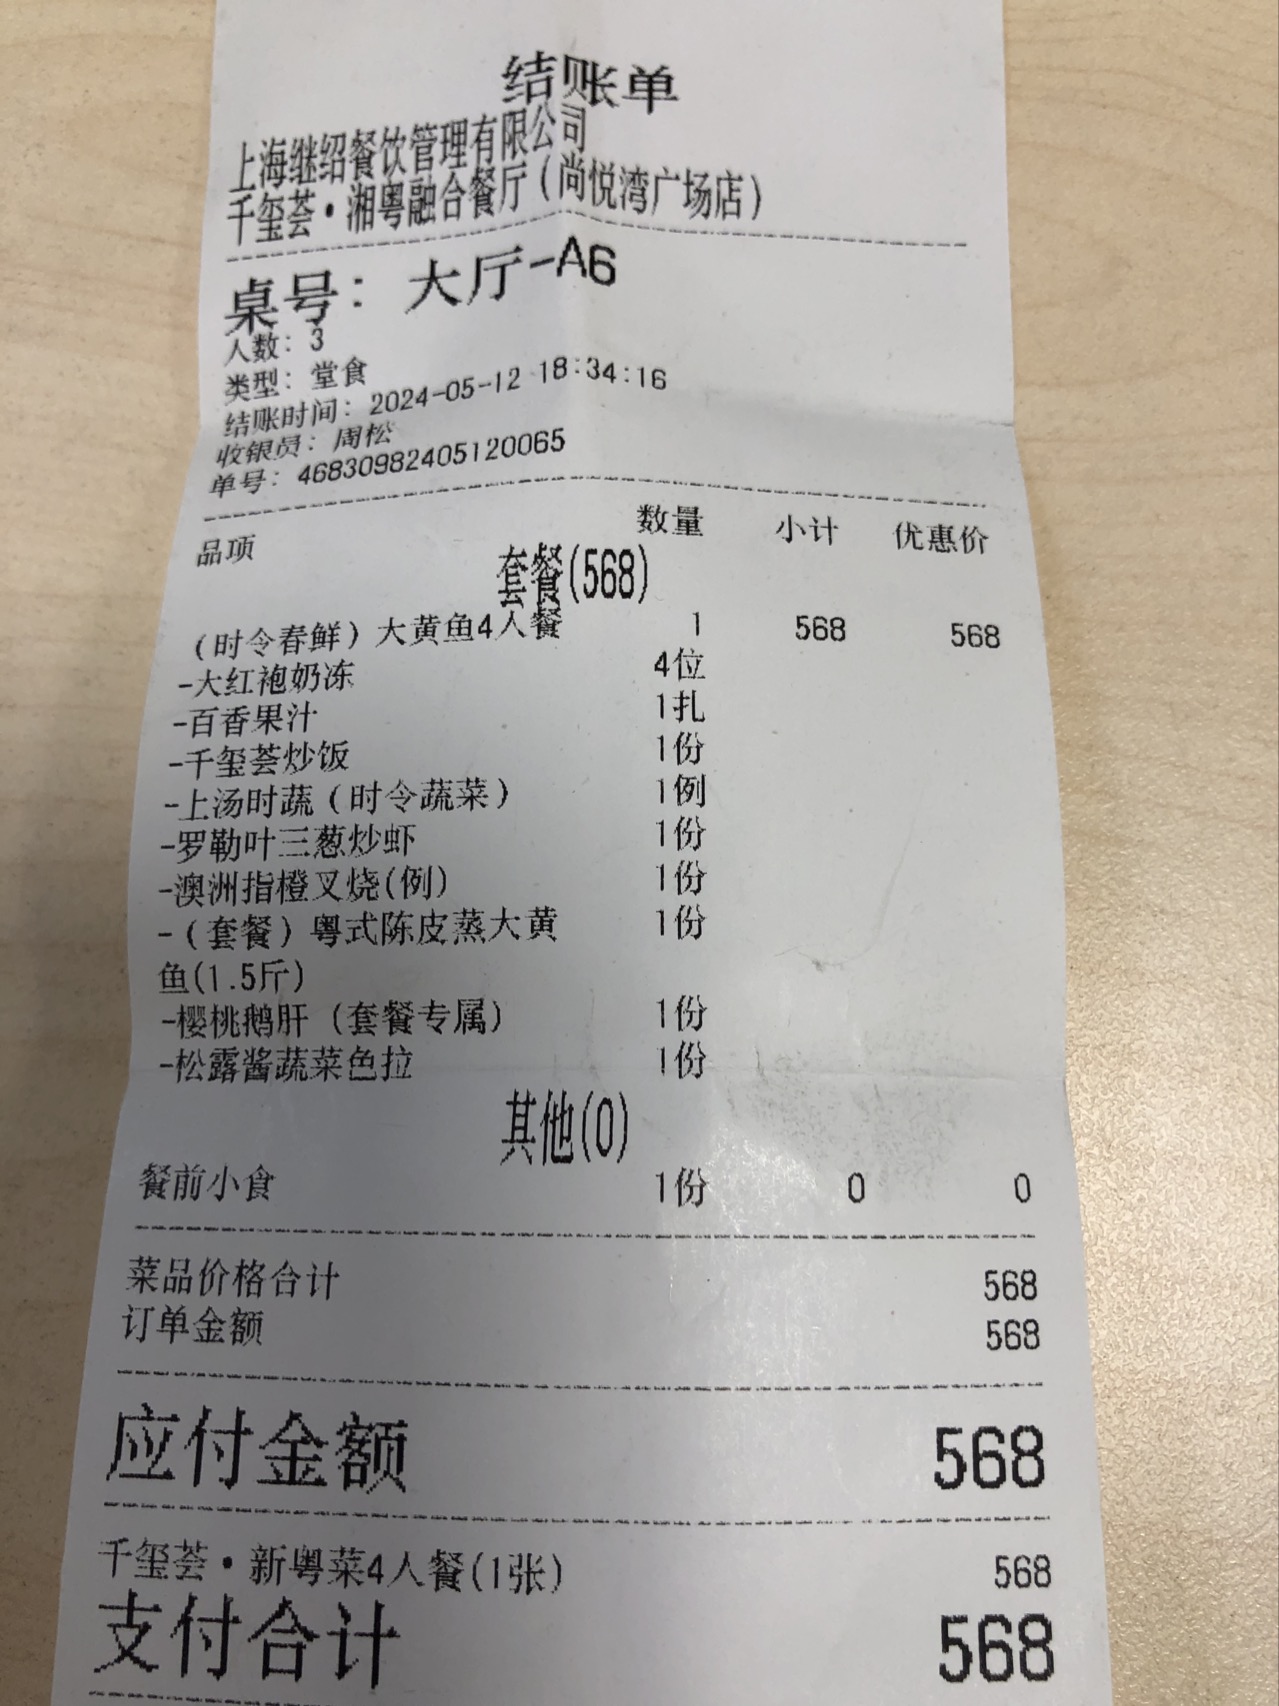 结账单
上海继绍餐饮管理有限公司
千玺荟·湘粤融合餐厅(尚悦湾广场店)
桌号: 大厅-A6
人数: 3
类型: 堂食
结账时间: 2024-05-12 18:34:16
收银员: 周松
单号: 46830982405120065
品项 数量 小计 优惠价
套餐(568)
(时令春鲜)大黄鱼4人餐 1 568 568
-大红袍奶冻 4位
-百香果汁 1扎
-千玺荟炒饭 1份
-上汤时蔬(时令蔬菜) 1例
-罗勒叶三葱炒虾 1份
-澳洲指橙叉烧(例) 1份
-(套餐)粤式陈皮蒸大黄 1份
鱼(1.5斤)
-樱桃鹅肝(套餐专属) 1份
-松露酱蔬菜色拉 1份
其他(0)
餐前小食 1份 0 0
菜品价格合计 568
订单金额 568
应付金额 568
千玺荟·新粤菜4人餐(1张) 568
支付合计 568